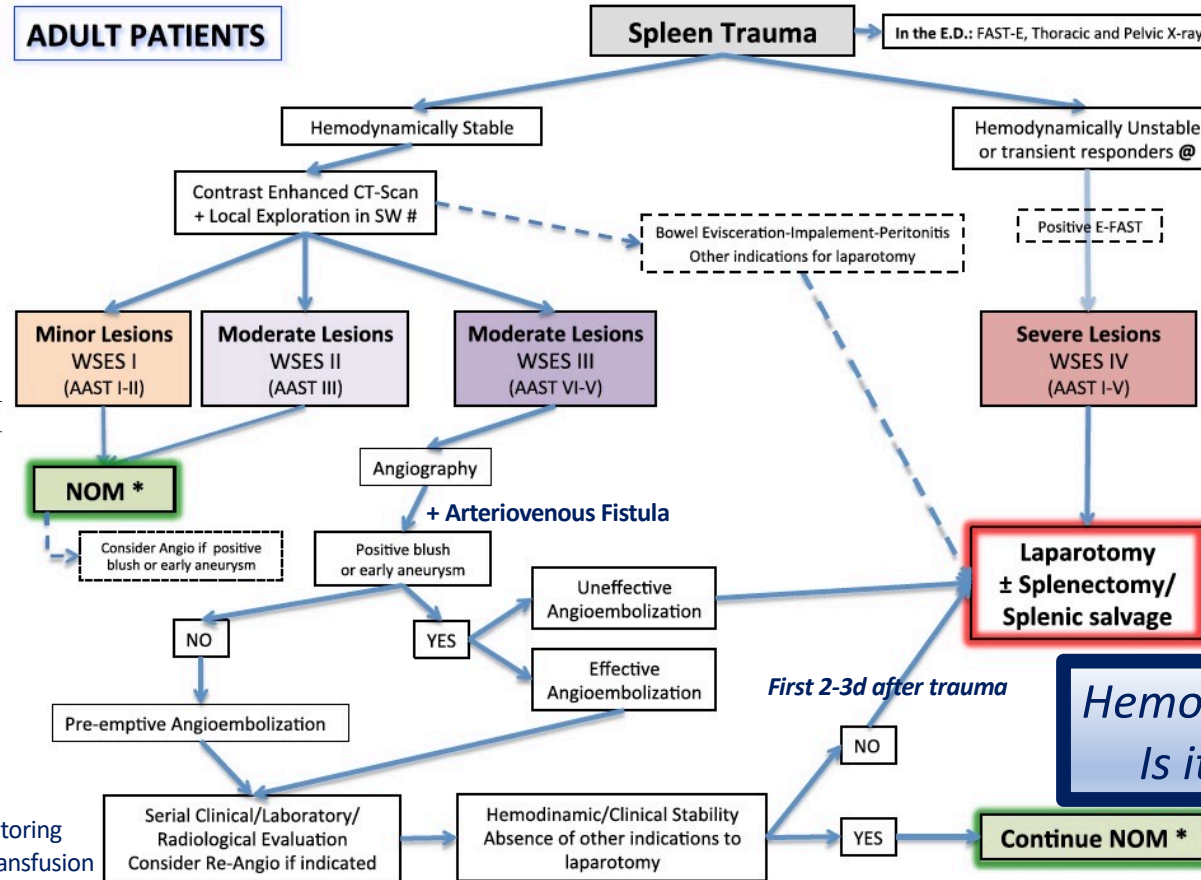 ADULT PATIENTS
Spleen Trauma
In the E.D.: FAST-E, Thoracic and Pelvic X-ray
Hemodynamically Stable
Hemodynamically Unstable
or transient responders @
Contrast Enhanced CT-Scan
+ Local Exploration in SW #
Bowel Evisceration-Impalement-Peritonitis
Other indications for laparotomy
Positive E-FAST
Minor Lesions
WSES I
(AAST I-II)
Moderate Lesions
WSES II
(AAST III)
Moderate Lesions
WSES III
(AAST VI-V)
Severe Lesions
WSES IV
(AAST I-V)
NOM *
Angiography
+ Arteriovenous Fistula
Consider Angio if positive
blush or early aneurysm
Positive blush
or early aneurysm
Uneffective
Angioembolization
Laparotomy
± Splenectomy/
Splenic salvage
NO
YES
Effective
Angioembolization
First 2-3d after trauma
Pre-emptive Angioembolization
Hemo
Is it
NO
toring
ansfusion
Serial Clinical/Laboratory/
Radiological Evaluation
Consider Re-Angio if indicated
Hemodinamic/Clinical Stability
Absence of other indications to
laparotomy
YES
Continue NOM *